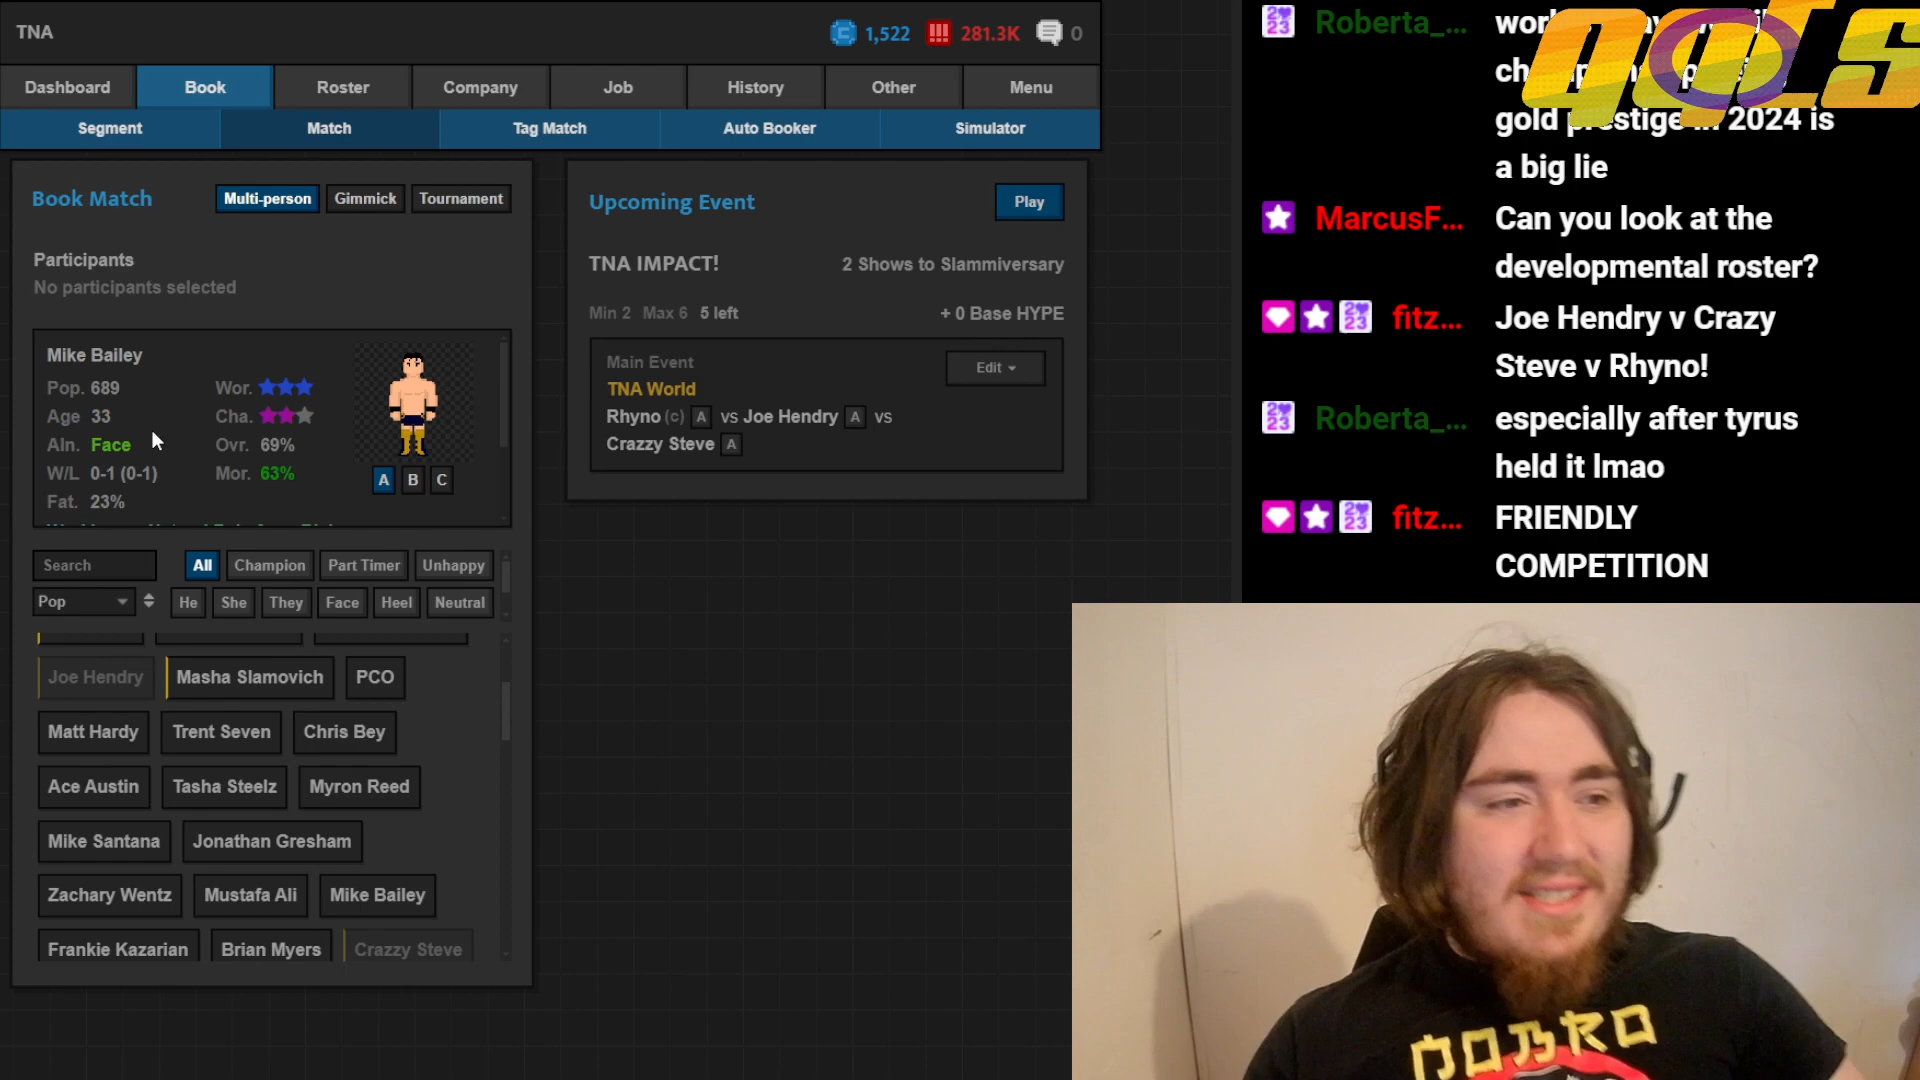 TNA
1,522
281.3K
0
Dashboard
Book
Roster
Company
Job
History
Other
Menu
Segment
Match
Tag Match
Auto Booker
Simulator
Book Match
Multi-person
Gimmick
Tournament
Participants
No participants selected
Mike Bailey
Pop. 689
Wor.
Age 33
Cha.
Aln. Face
Ovr. 69%
W/L 0-1 (0-1)
Mor. 63%
Fat. 23%
A B C
Search
All
Champion
Part Timer
Unhappy
Pop
He
She
They
Face
Heel
Neutral
Joe Hendry
Masha Slamovich
PCO
Matt Hardy
Trent Seven
Chris Bey
Ace Austin
Tasha Steelz
Myron Reed
Mike Santana
Jonathan Gresham
Zachary Wentz
Mustafa Ali
Mike Bailey
Frankie Kazarian
Brian Myers
Crazzy Steve
Upcoming Event
Play
TNA IMPACT!
2 Shows to Slammiversary
Min 2 Max 6 5 left
+ 0 Base HYPE
Main Event
Edit
TNA World
Rhyno (c) A vs Joe Hendry A vs
Crazzy Steve A
Roberta_...
gold prestige in 2024 is
a big lie
MarcusF...
Can you look at the
developmental roster?
fitz...
Joe Hendry v Crazy
Steve v Rhyno!
Roberta_...
especially after tyrus
held it lmao
fitz...
FRIENDLY
COMPETITION